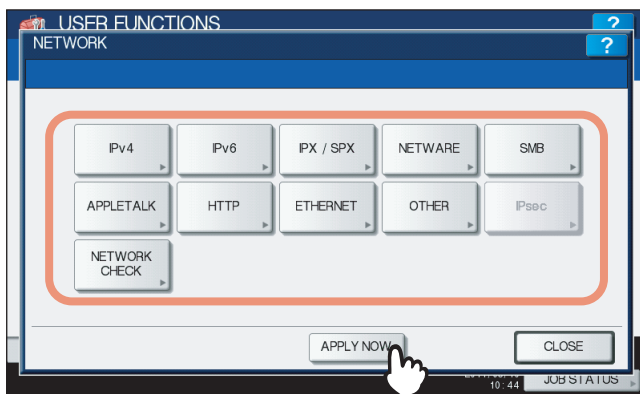 USER FUNCTIONS
?
NETWORK
?
IPv4
IPv6
IPX / SPX
NETWARE
SMB
APPLETALK
HTTP
ETHERNET
OTHER
IPsec
NETWORK
CHECK
APPLY NOW
CLOSE
10:44
JOB STATUS